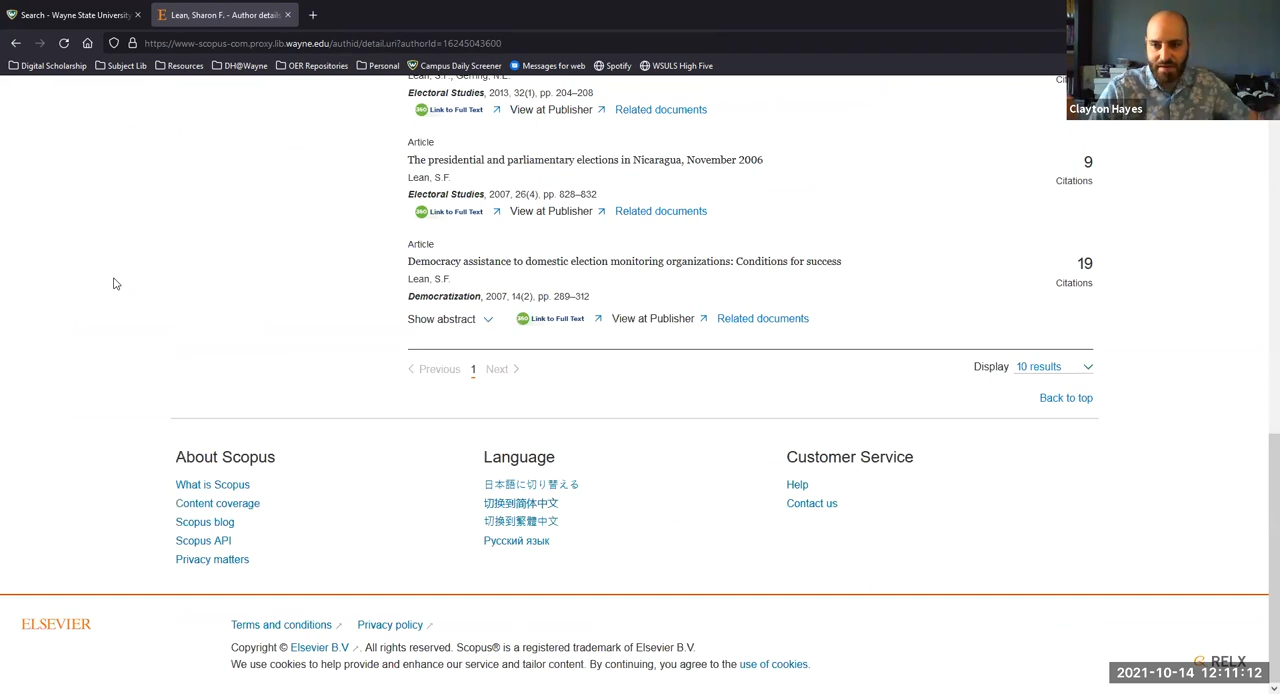 Search - Wayne State University
Lean, Sharon F. - Author details
https://www-scopus-com.proxy.lib.wayne.edu/authid/detail.uri?authorId=16245043600
Digital Scholarship Subject Lib Resources DH@Wayne OER Repositories Personal Campus Daily Screener Messages for web Spotify WSULS High Five
Clayton Hayes
Lean, S.F., Gerring, N.E.
Electoral Studies, 2013, 32(1), pp. 204–208
360 Link to Full Text View at Publisher Related documents
Article
The presidential and parliamentary elections in Nicaragua, November 2006
9
Lean, S.F.
Citations
Electoral Studies, 2007, 26(4), pp. 828–832
360 Link to Full Text View at Publisher Related documents
Article
Democracy assistance to domestic election monitoring organizations: Conditions for success
19
Lean, S.F.
Citations
Democratization, 2007, 14(2), pp. 289–312
Show abstract 360 Link to Full Text View at Publisher Related documents
Previous 1 Next
Display 10 results
Back to top
About Scopus
What is Scopus
Content coverage
Scopus blog
Scopus API
Privacy matters
Language
日本語に切り替える
切换到简体中文
切換到繁體中文
Русский язык
Customer Service
Help
Contact us
ELSEVIER
Terms and conditions Privacy policy
Copyright © Elsevier B.V . All rights reserved. Scopus® is a registered trademark of Elsevier B.V.
We use cookies to help provide and enhance our service and tailor content. By continuing, you agree to the use of cookies.
RELX
2021-10-14 12:11:12